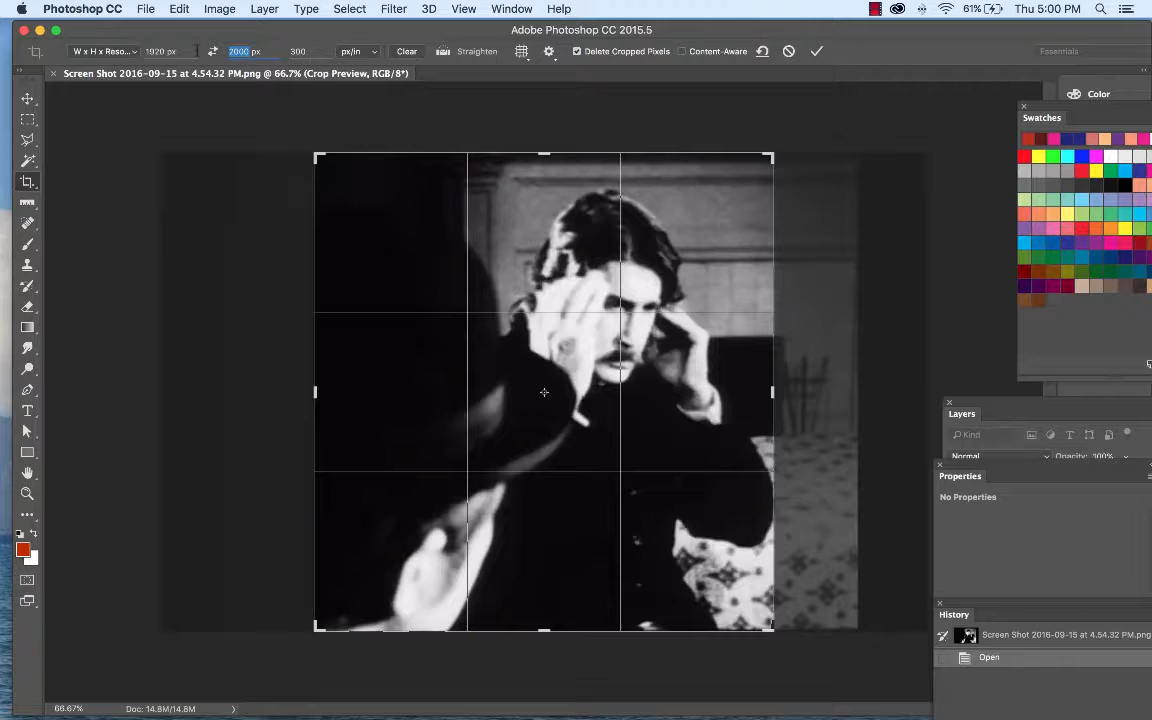 Photoshop CC File Edit Image Layer Type Select Filter 3D View Window Help 61% Thu 5:00 PM
Adobe Photoshop CC 2015.5
W x H x Reso... 1920 px 2000 px 300 px/in Clear Straighten Delete Cropped Pixels Content-Aware Essentials
Screen Shot 2016-09-15 at 4.54.32 PM.png @ 66.7% (Crop Preview, RGB/8*)
Color
Swatches
Layers
Kind
Normal Opacity: 100%
Properties
No Properties
History
Screen Shot 2016-09-15 at 4.54.32 PM.png
Open
66.67% Doc: 14.8M/14.8M